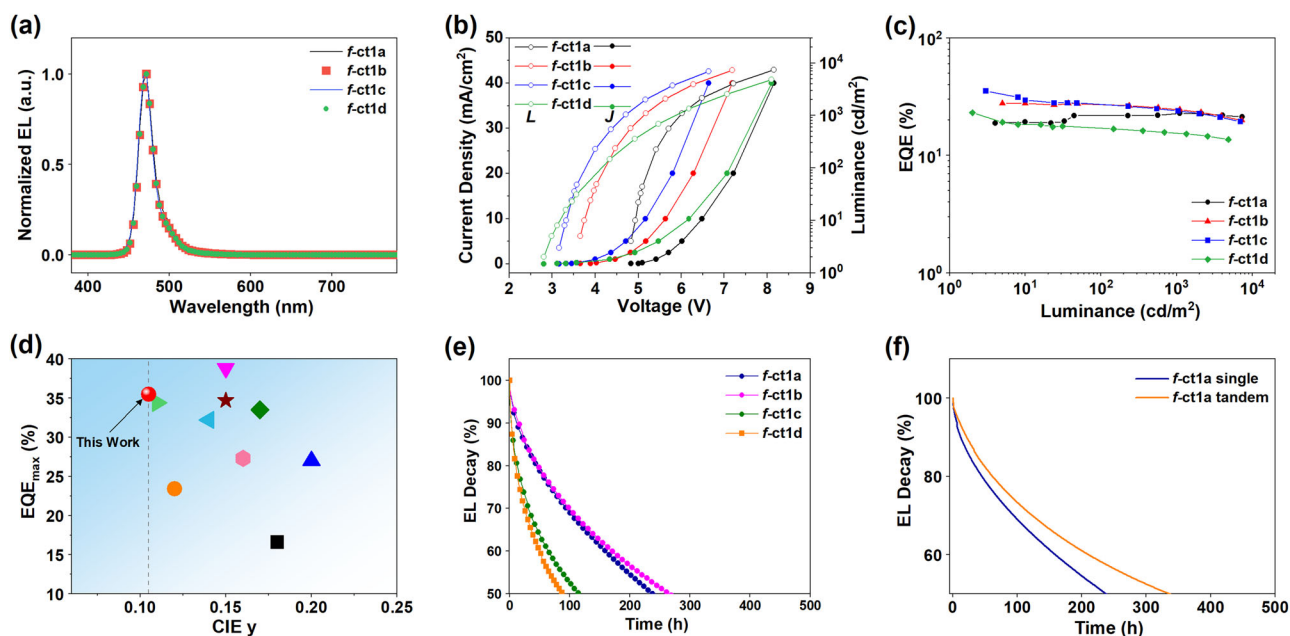 (a)
f-ct1a
f-ct1b
f-ct1c
f-ct1d
Normalized EL (a.u.)
1.0
0.5
0.0
400
500
600
700
Wavelength (nm)
(b)
f-ct1a
f-ct1b
f-ct1c
f-ct1d
L
J
Current Density (mA/cm²)
50
40
30
20
10
0
2
3
4
5
6
7
8
9
Voltage (V)
Luminance (cd/m²)
10⁴
10³
10²
10¹
10⁰
(c)
EQE (%)
10²
10¹
10⁰
f-ct1a
f-ct1b
f-ct1c
f-ct1d
10⁰
10¹
10²
10³
10⁴
Luminance (cd/m²)
(d)
EQEmax (%)
40
35
30
25
20
15
10
This Work
0.10
0.15
0.20
0.25
CIE y
(e)
f-ct1a
f-ct1b
f-ct1c
f-ct1d
EL Decay (%)
100
90
80
70
60
50
0
100
200
300
400
500
Time (h)
(f)
f-ct1a single
f-ct1a tandem
EL Decay (%)
100
80
60
0
100
200
300
400
500
Time (h)